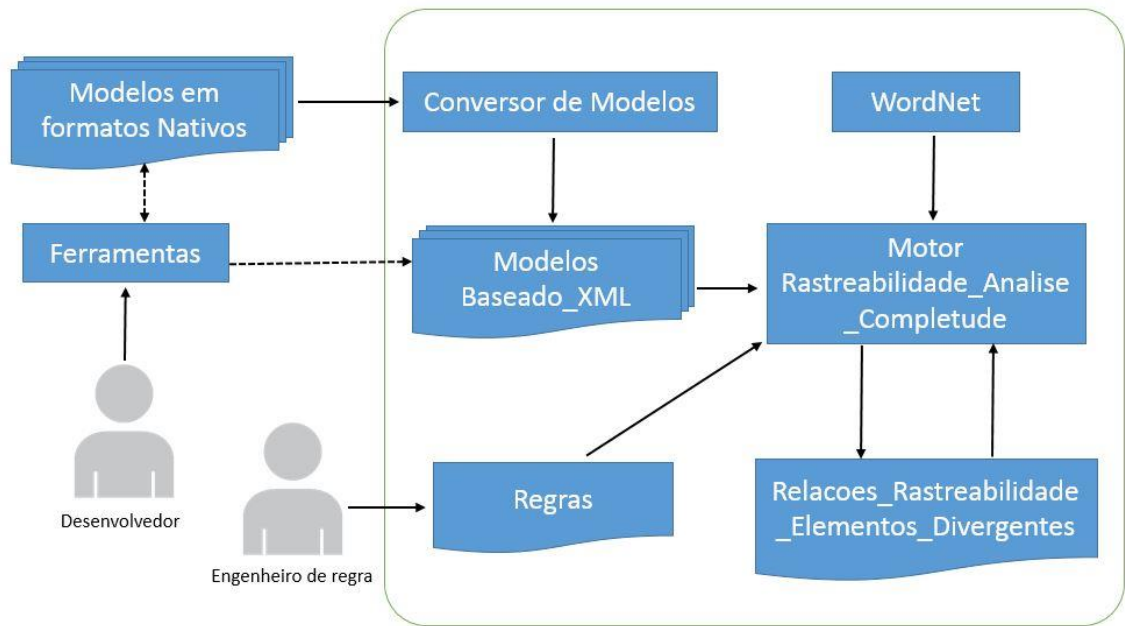 Modelos em
formatos Nativos
Conversor de Modelos
WordNet
Ferramentas
Modelos
Baseado_XML
Motor
Rastreabilidade_Analise
_Completude
Desenvolvedor
Engenheiro de regra
Regras
Relacoes_Rastreabilidade
_Elementos_Divergentes